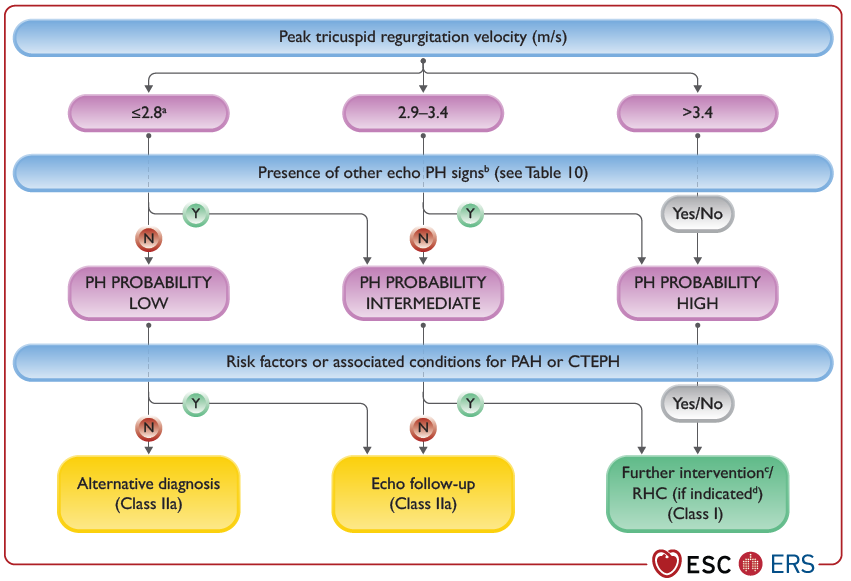 Peak tricuspid regurgitation velocity (m/s)
≤2.8ᵃ
2.9–3.4
>3.4
Presence of other echo PH signsᵇ (see Table 10)
Y
Y
Yes/No
N
N
PH PROBABILITY
LOW
PH PROBABILITY
INTERMEDIATE
PH PROBABILITY
HIGH
Risk factors or associated conditions for PAH or CTEPH
Y
Y
Yes/No
N
N
Alternative diagnosis
(Class IIa)
Echo follow-up
(Class IIa)
Further interventionᶜ/
RHC (if indicatedᵈ)
(Class I)
ESC
ERS